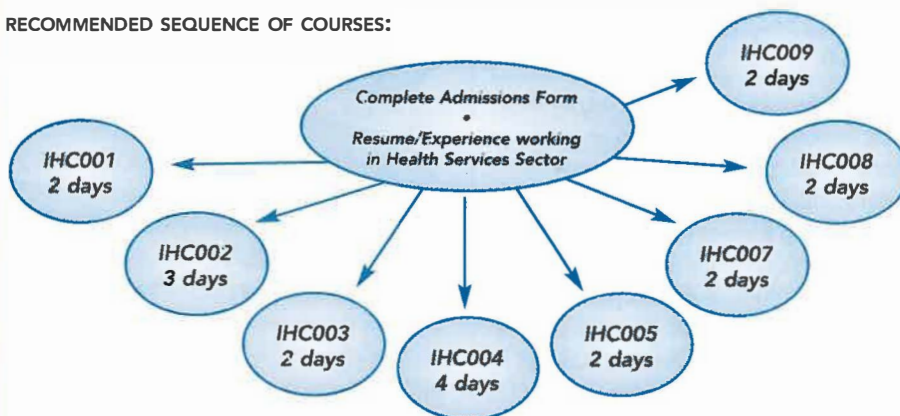 RECOMMENDED SEQUENCE OF COURSES:
Complete Admissions Form
•
Resume/Experience working
in Health Services Sector
IHC001
2 days
IHC002
3 days
IHC003
2 days
IHC004
4 days
IHC005
2 days
IHC007
2 days
IHC008
2 days
IHC009
2 days